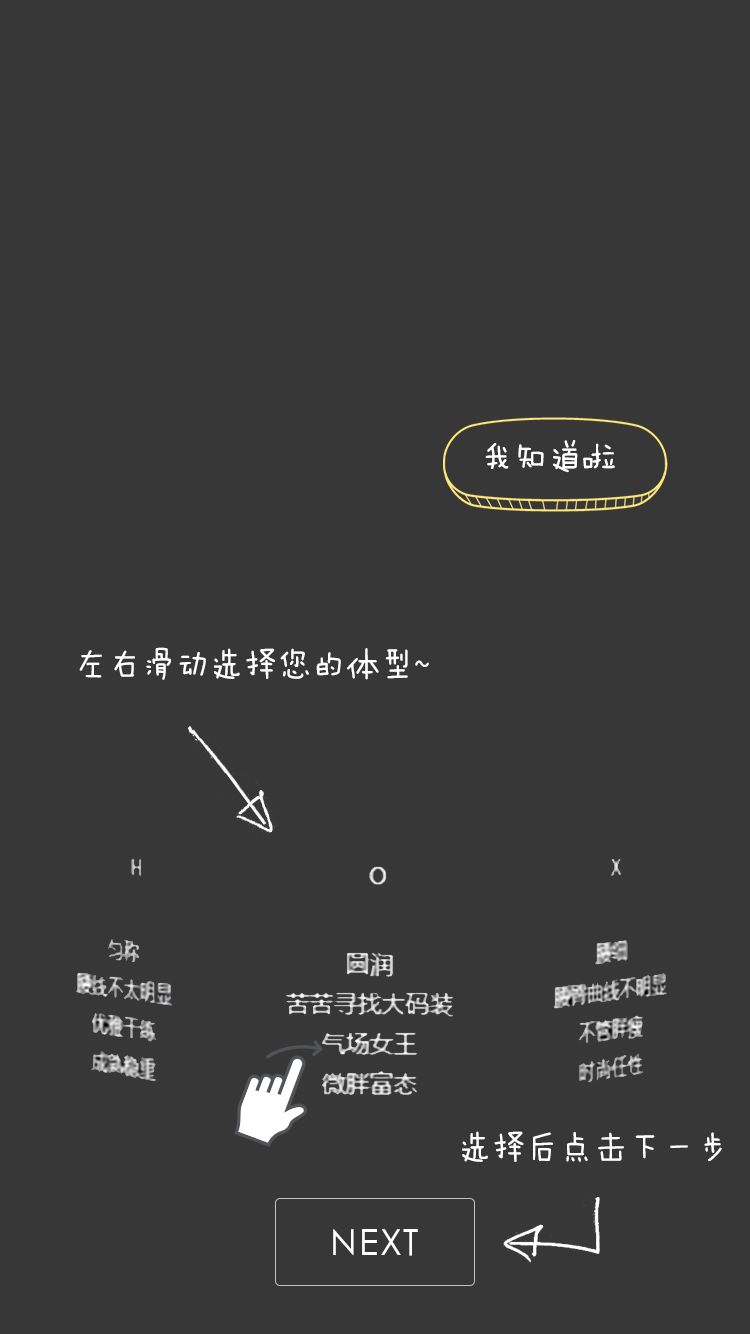 我知道啦
左右滑动选择您的体型~
H
匀称
腰线不太明显
优雅干练
成熟稳重
O
圆润
苦苦寻找大码装
气场女王
微胖富态
X
腰细
腰臀曲线不明显
不管胖瘦
时尚任性
选择后点击下一步
NEXT